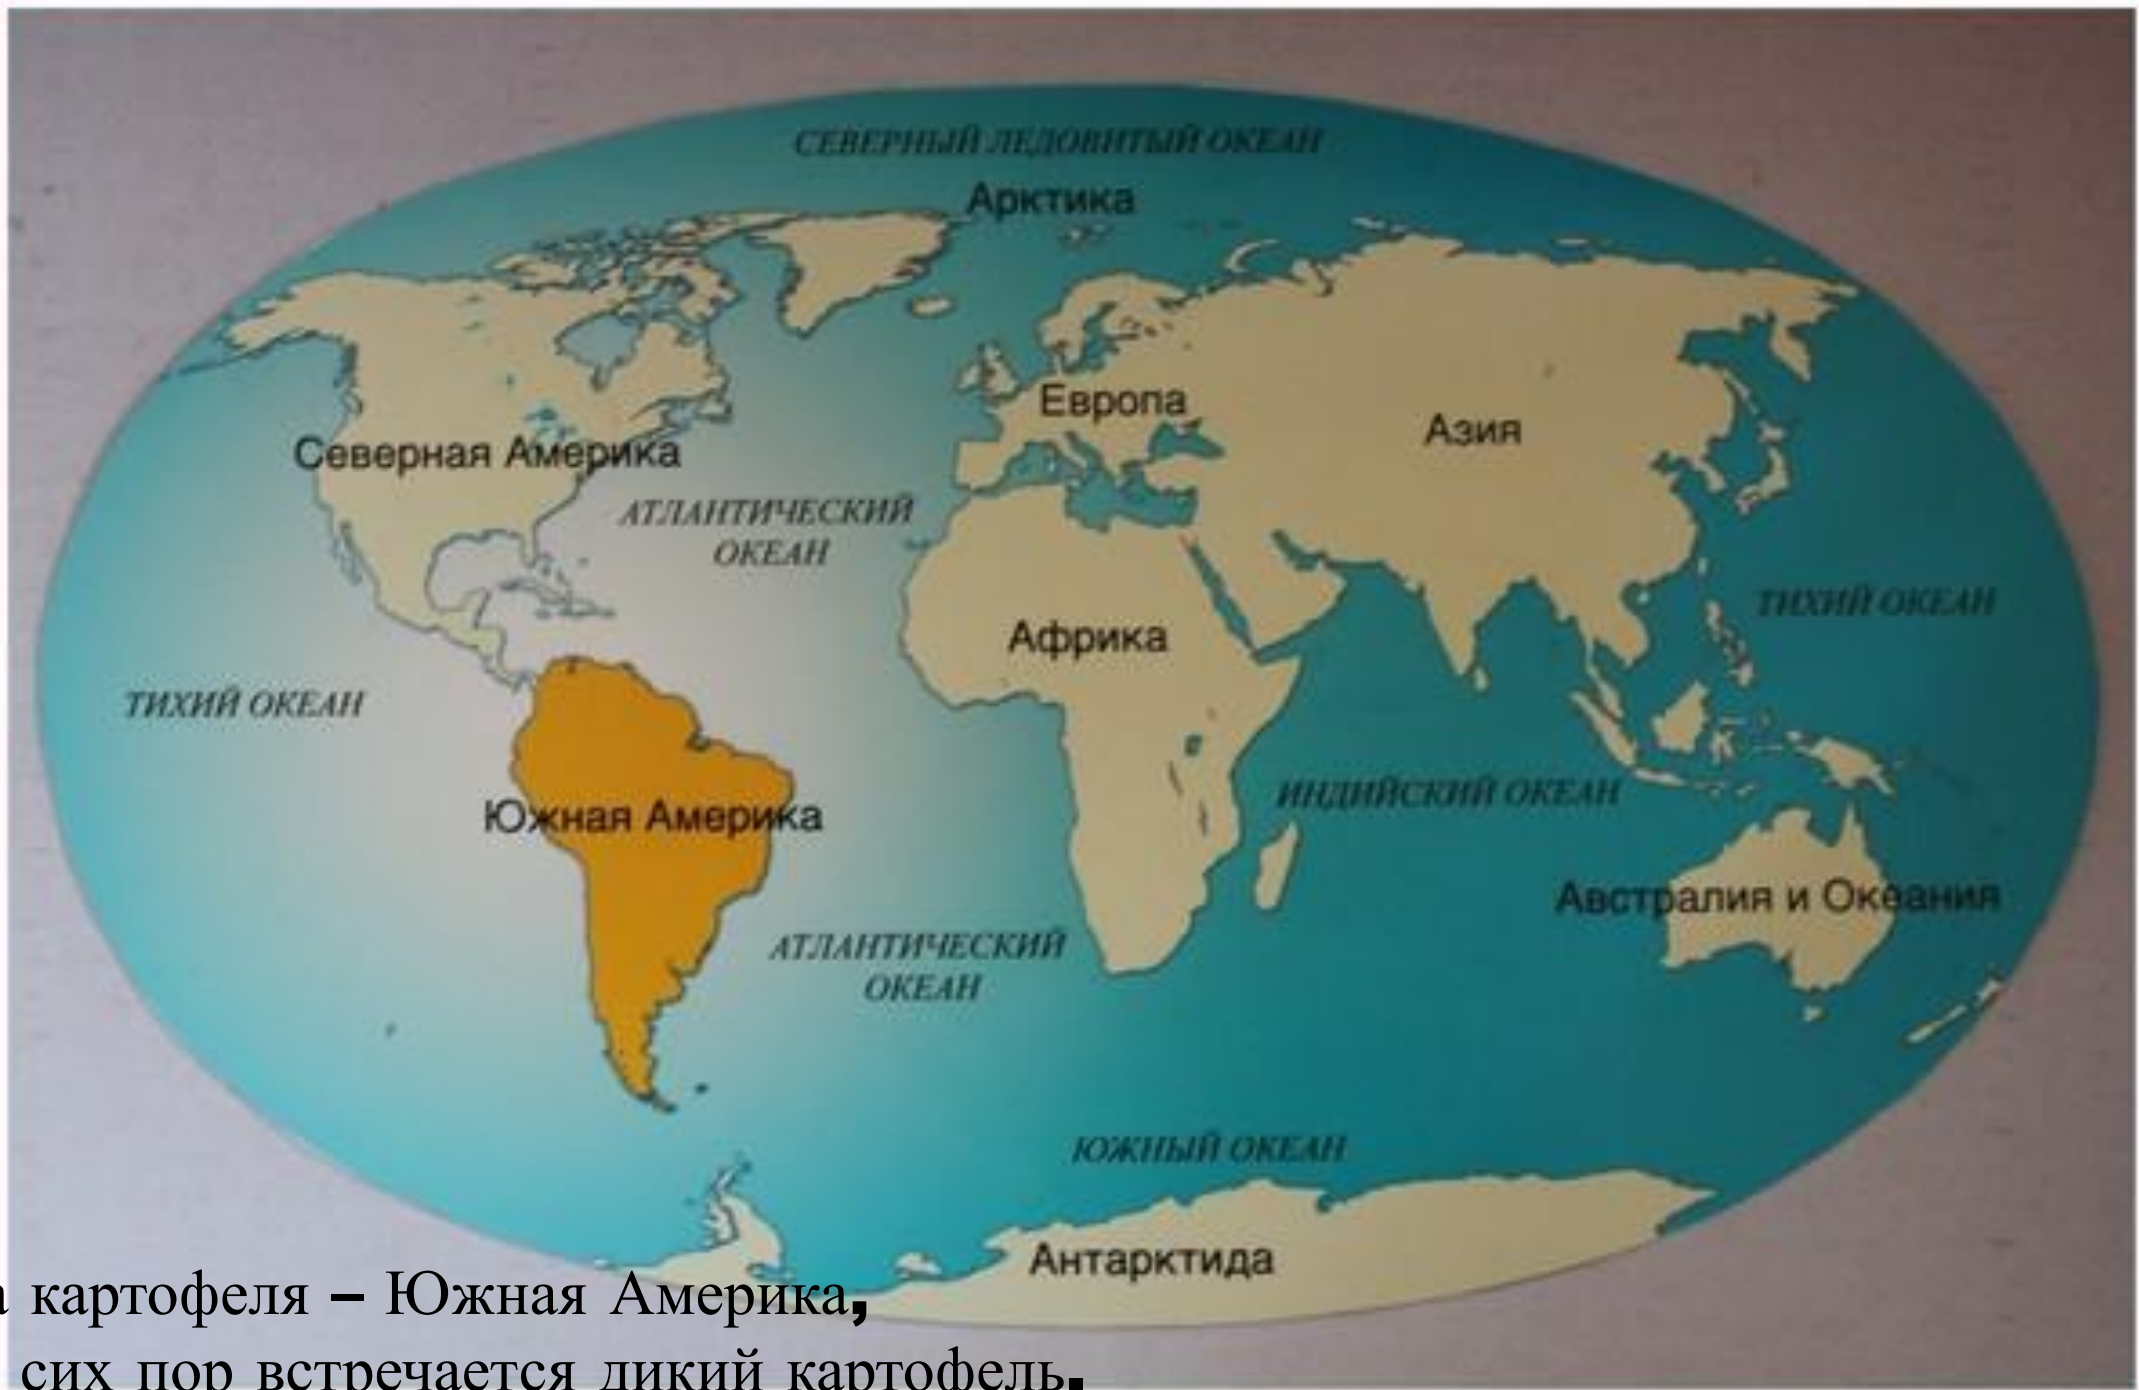 СЕВЕРНЫЙ ЛЕДОВИТЫЙ ОКЕАН
Арктика
Европа
Азия
Северная Америка
АТЛАНТИЧЕСКИЙ
ОКЕАН
ТИХИЙ ОКЕАН
Африка
ТИХИЙ ОКЕАН
ИНДИЙСКИЙ ОКЕАН
Южная Америка
Австралия и Океания
АТЛАНТИЧЕСКИЙ
ОКЕАН
ЮЖНЫЙ ОКЕАН
Антарктида
картофеля – Южная Америка,
сих пор встречается дикий картофель.